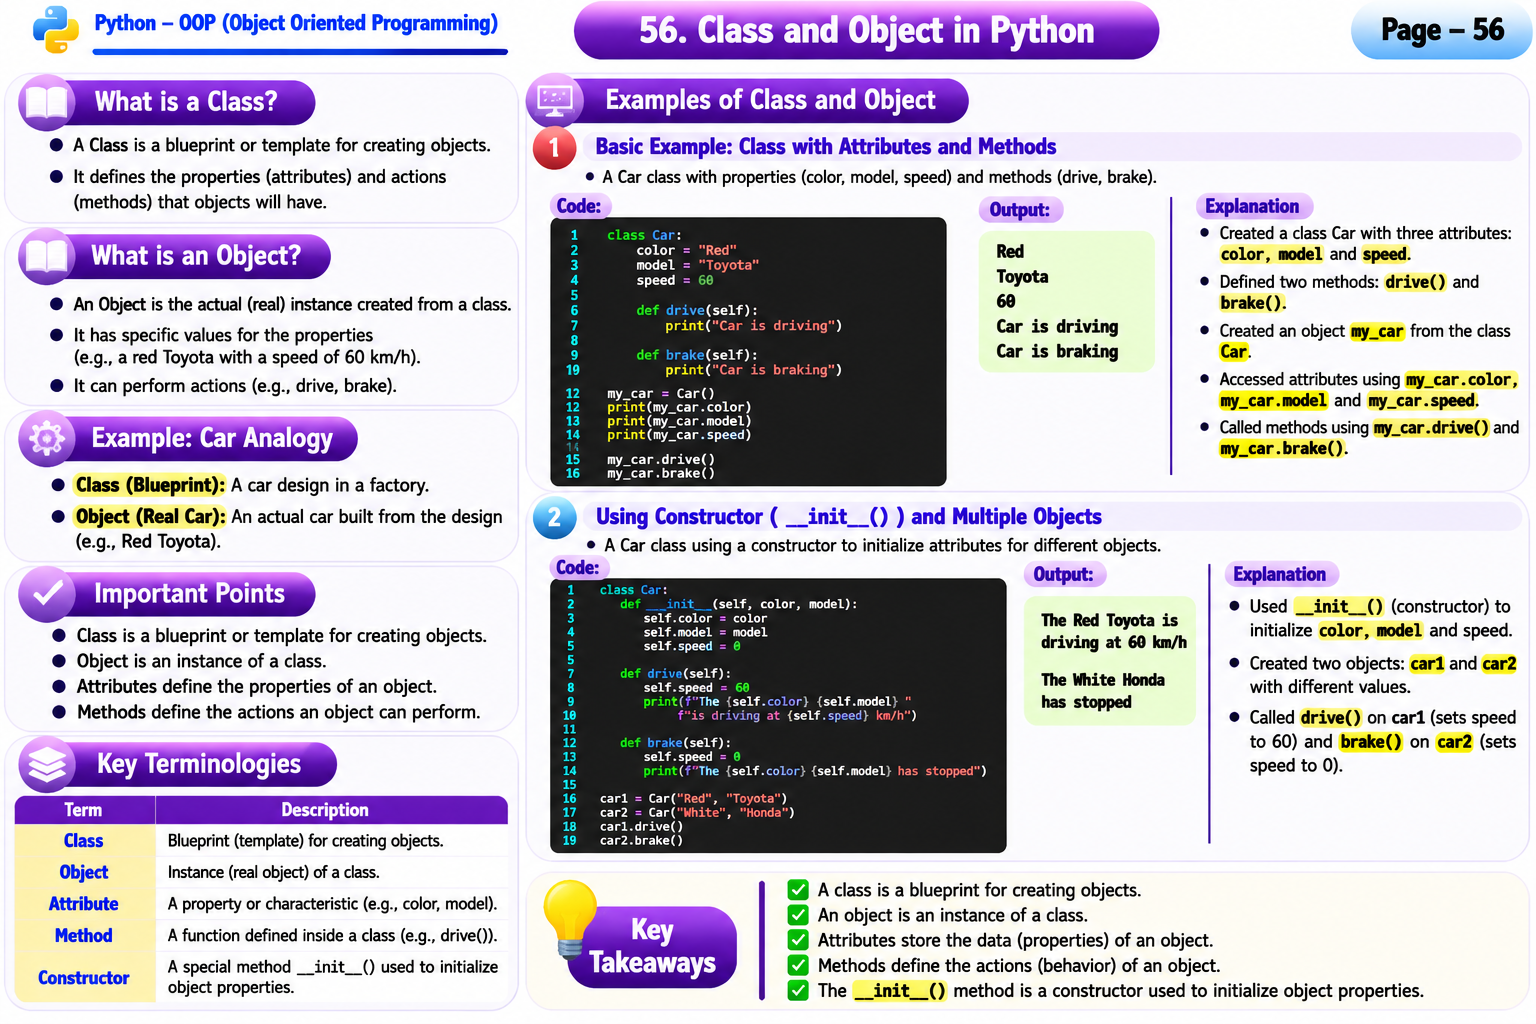 Python – OOP (Object Oriented Programming)
56. Class and Object in Python
Page – 56
What is a Class?
A Class is a blueprint or template for creating objects.
It defines the properties (attributes) and actions
(methods) that objects will have.
What is an Object?
An Object is the actual (real) instance created from a class.
It has specific values for the properties
(e.g., a red Toyota with a speed of 60 km/h).
It can perform actions (e.g., drive, brake).
Example: Car Analogy
Class (Blueprint): A car design in a factory.
Object (Real Car): An actual car built from the design
(e.g., Red Toyota).
Important Points
Class is a blueprint or template for creating objects.
Object is an instance of a class.
Attributes define the properties of an object.
Methods define the actions an object can perform.
Key Terminologies
Term Description
Class Blueprint (template) for creating objects.
Object Instance (real object) of a class.
Attribute A property or characteristic (e.g., color, model).
Method A function defined inside a class (e.g., drive()).
Constructor A special method __init__() used to initialize
object properties.
Examples of Class and Object
1 Basic Example: Class with Attributes and Methods
A Car class with properties (color, model, speed) and methods (drive, brake).
Code:
1 class Car:
2 color = "Red"
3 model = "Toyota"
4 speed = 60
5
6 def drive(self):
7 print("Car is driving")
8
9 def brake(self):
10 print("Car is braking")
12 my_car = Car()
12 print(my_car.color)
13 print(my_car.model)
14 print(my_car.speed)
14
15 my_car.drive()
16 my_car.brake()
Output:
Red
Toyota
60
Car is driving
Car is braking
Explanation
Created a class Car with three attributes:
color, model and speed.
Defined two methods: drive() and
brake().
Created an object my_car from the class
Car.
Accessed attributes using my_car.color,
my_car.model and my_car.speed.
Called methods using my_car.drive() and
my_car.brake().
2 Using Constructor ( __init__() ) and Multiple Objects
A Car class using a constructor to initialize attributes for different objects.
Code:
1 class Car:
2 def ___init__(self, color, model):
3 self.color = color
4 self.model = model
5 self.speed = 0
5
7 def drive(self):
8 self.speed = 60
9 print(f"The {self.color} {self.model} "
10 f"is driving at {self.speed} km/h")
11
12 def brake(self):
13 self.speed = 0
14 print(f"The {self.color} {self.model} has stopped")
15
16 car1 = Car("Red", "Toyota")
17 car2 = Car("White", "Honda")
18 car1.drive()
19 car2.brake()
Output:
The Red Toyota is
driving at 60 km/h
The White Honda
has stopped
Explanation
Used __init__() (constructor) to
initialize color, model and speed.
Created two objects: car1 and car2
with different values.
Called drive() on car1 (sets speed
to 60) and brake() on car2 (sets
speed to 0).
Key
Takeaways
A class is a blueprint for creating objects.
An object is an instance of a class.
Attributes store the data (properties) of an object.
Methods define the actions (behavior) of an object.
The __init__() method is a constructor used to initialize object properties.